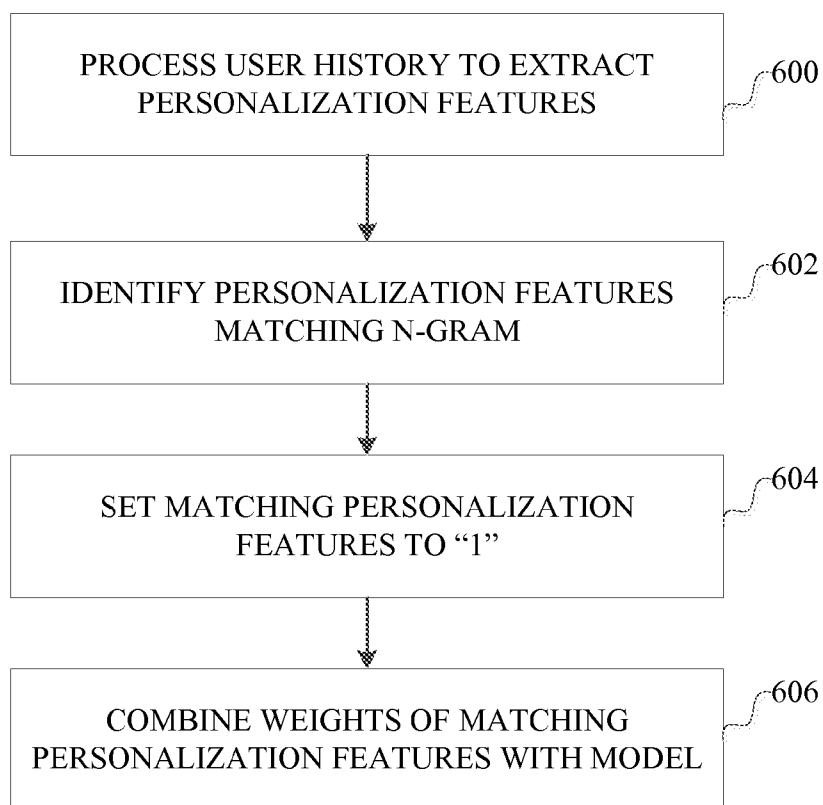 PROCESS USER HISTORY TO EXTRACT
PERSONALIZATION FEATURES
600
IDENTIFY PERSONALIZATION FEATURES
MATCHING N-GRAM
602
SET MATCHING PERSONALIZATION
FEATURES TO “1”
604
COMBINE WEIGHTS OF MATCHING
PERSONALIZATION FEATURES WITH MODEL
606